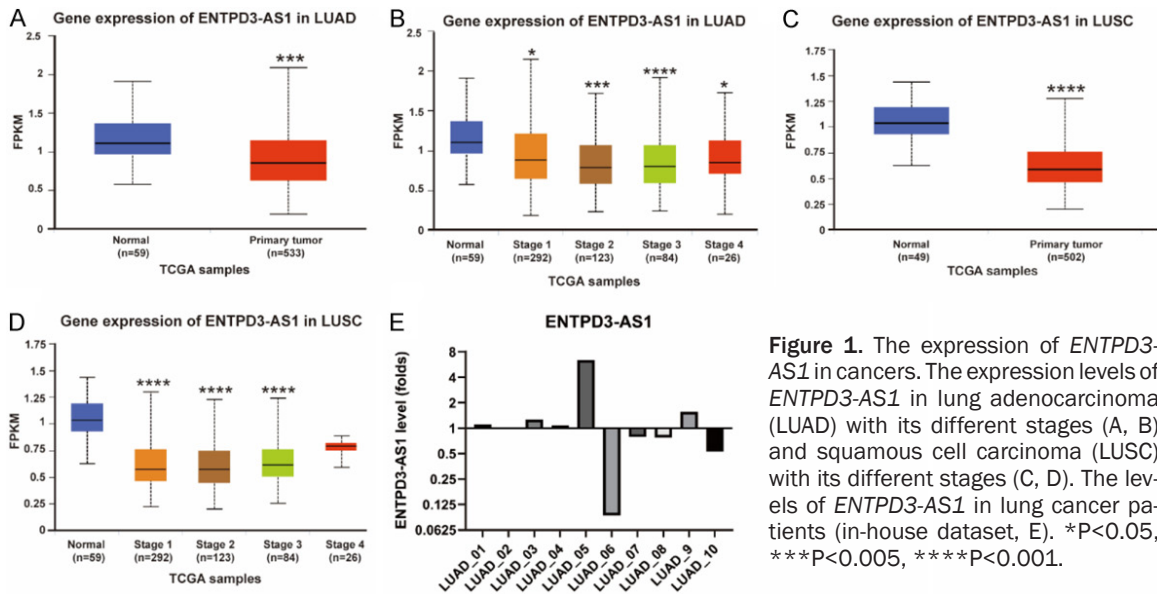 A
Gene expression of ENTPD3-AS1 in LUAD
FPKM
2.5
2
1.5
1
0.5
0
***
Normal
(n=59)
Primary tumor
(n=533)
TCGA samples
B
Gene expression of ENTPD3-AS1 in LUAD
FPKM
2.5
2
1.5
1
0.5
0
*
***
****
*
Normal
(n=59)
Stage 1
(n=292)
Stage 2
(n=123)
Stage 3
(n=84)
Stage 4
(n=26)
TCGA samples
C
Gene expression of ENTPD3-AS1 in LUSC
FPKM
1.75
1.5
1.25
1
0.75
0.5
0.25
0
****
Normal
(n=49)
Primary tumor
(n=502)
TCGA samples
D
Gene expression of ENTPD3-AS1 in LUSC
FPKM
1.75
1.5
1.25
1
0.75
0.5
0.25
0
****
****
****
Normal
(n=59)
Stage 1
(n=292)
Stage 2
(n=123)
Stage 3
(n=84)
Stage 4
(n=26)
TCGA samples
E
ENTPD3-AS1
ENTPD3-AS1 level (folds)
8
4
2
1
0.5
0.25
0.125
0.0625
LUAD_01
LUAD_02
LUAD_03
LUAD_04
LUAD_05
LUAD_06
LUAD_07
LUAD_08
LUAD_9
LUAD_10
Figure 1. The expression of ENTPD3-
AS1 in cancers. The expression levels of
ENTPD3-AS1 in lung adenocarcinoma
(LUAD) with its different stages (A, B)
and squamous cell carcinoma (LUSC)
with its different stages (C, D). The lev-
els of ENTPD3-AS1 in lung cancer pa-
tients (in-house dataset, E). *P<0.05,
***P<0.005, ****P<0.001.